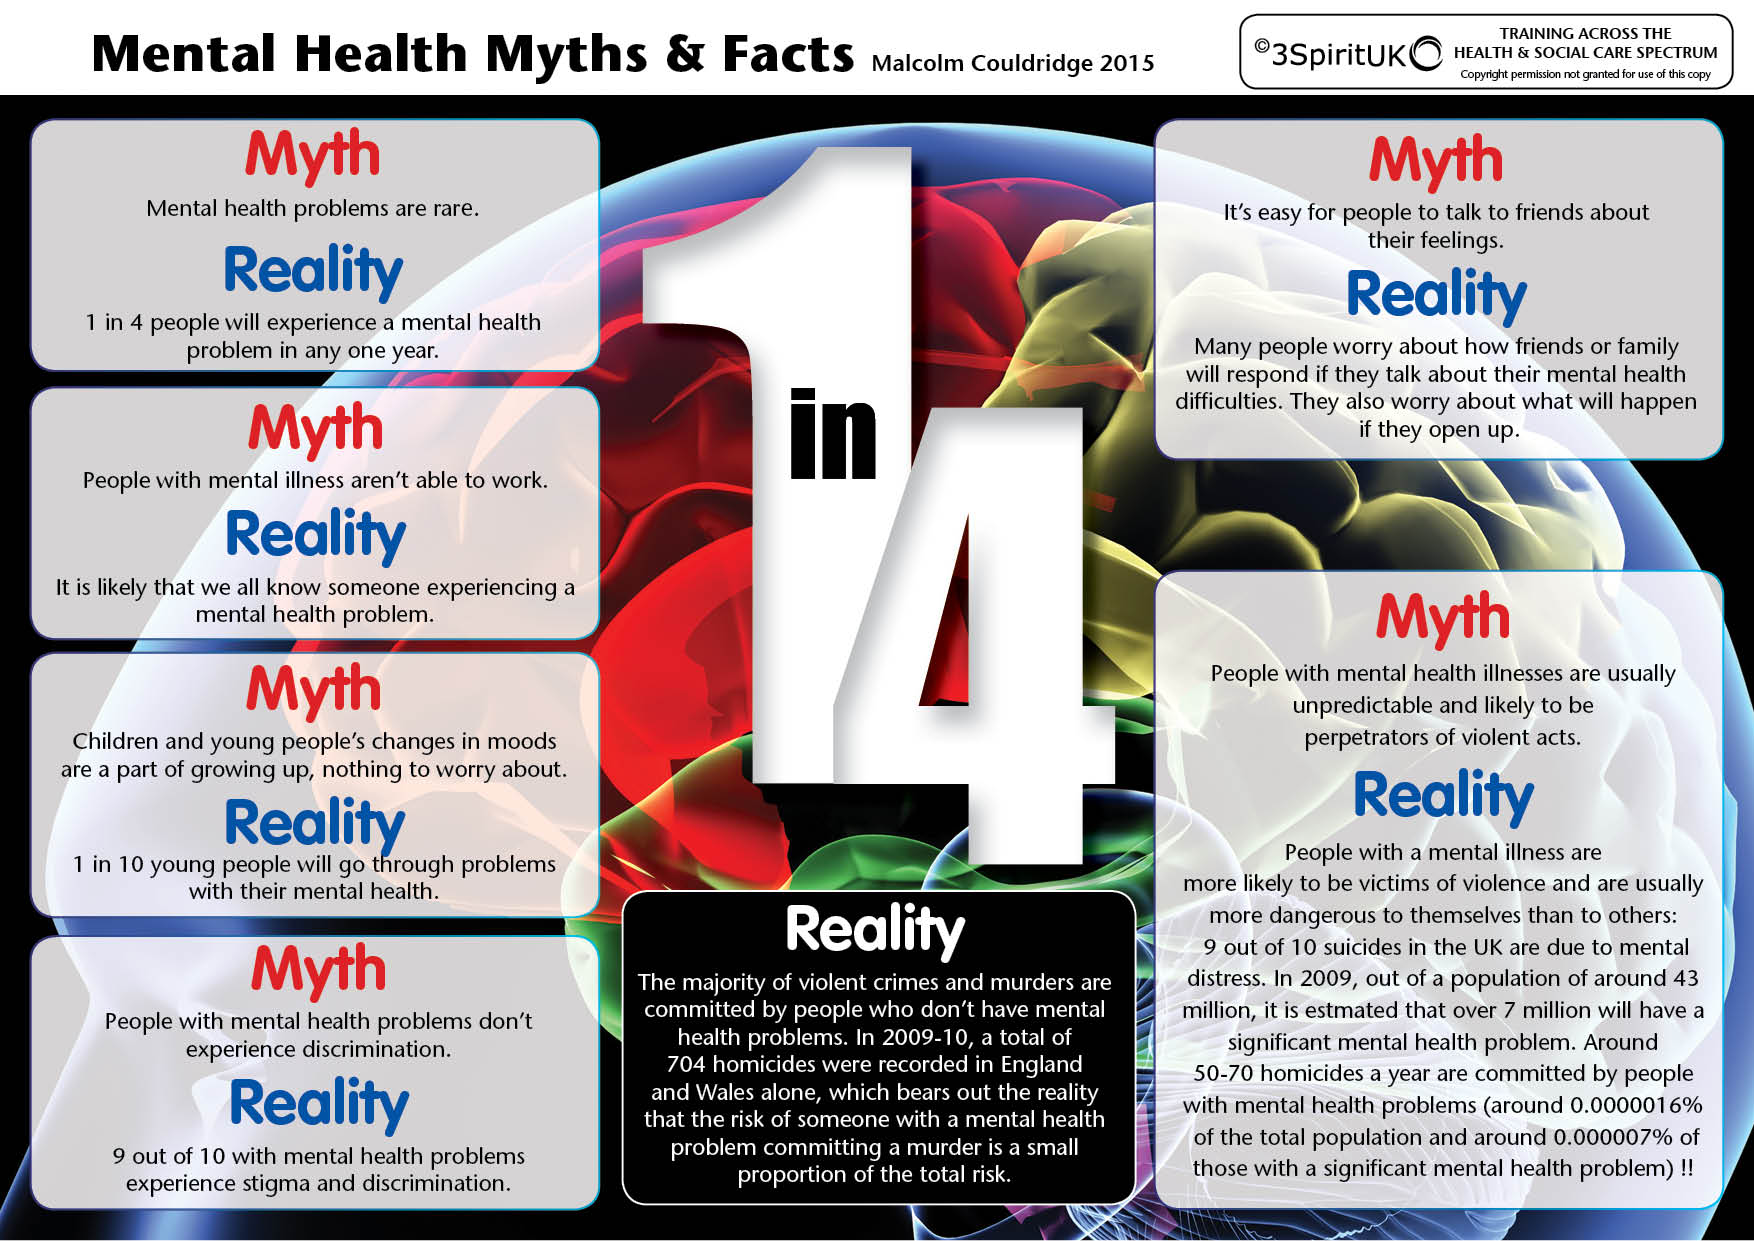 Mental Health Myths & Facts Malcolm Couldridge 2015
©3SpiritUK
TRAINING ACROSS THE
HEALTH & SOCIAL CARE SPECTRUM
Copyright permission not granted for use of this copy
Myth
Mental health problems are rare.
Reality
1 in 4 people will experience a mental health
problem in any one year.
Myth
People with mental illness aren't able to work.
Reality
It is likely that we all know someone experiencing a
mental health problem.
Myth
Children and young people's changes in moods
are a part of growing up, nothing to worry about.
Reality
1 in 10 young people will go through problems
with their mental health.
Myth
People with mental health problems don't
experience discrimination.
Reality
9 out of 10 with mental health problems
experience stigma and discrimination.
1
in
4
Reality
The majority of violent crimes and murders are
committed by people who don't have mental
health problems. In 2009-10, a total of
704 homicides were recorded in England
and Wales alone, which bears out the reality
that the risk of someone with a mental health
problem committing a murder is a small
proportion of the total risk.
Myth
It's easy for people to talk to friends about
their feelings.
Reality
Many people worry about how friends or family
will respond if they talk about their mental health
difficulties. They also worry about what will happen
if they open up.
Myth
People with mental health illnesses are usually
unpredictable and likely to be
perpetrators of violent acts.
Reality
People with a mental illness are
more likely to be victims of violence and are usually
more dangerous to themselves than to others:
9 out of 10 suicides in the UK are due to mental
distress. In 2009, out of a population of around 43
million, it is estmated that over 7 million will have a
significant mental health problem. Around
50-70 homicides a year are committed by people
with mental health problems (around 0.0000016%
of the total population and around 0.000007% of
those with a significant mental health problem) !!